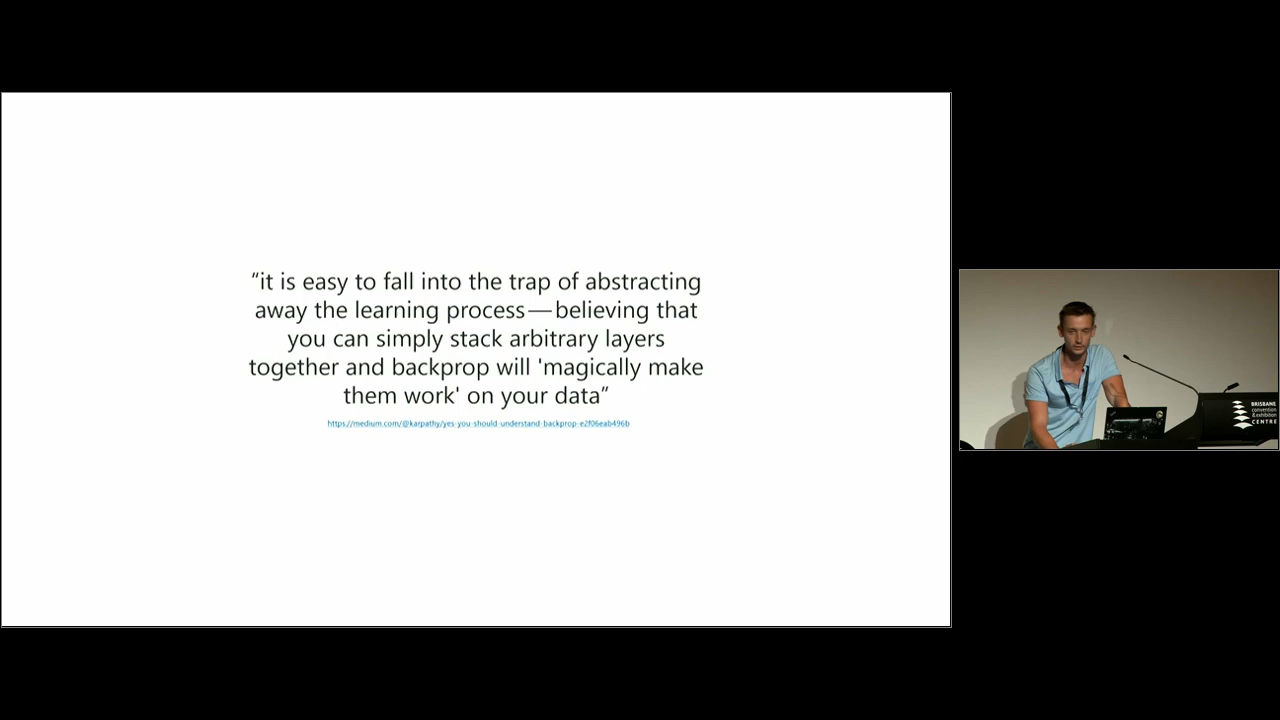 “it is easy to fall into the trap of abstracting
away the learning process — believing that
you can simply stack arbitrary layers
together and backprop will 'magically make
them work' on your data”
https://medium.com/@karpathy/yes-you-should-understand-backprop-e2f06eab496b
BRISBANE
convention
& exhibition
CENTRE